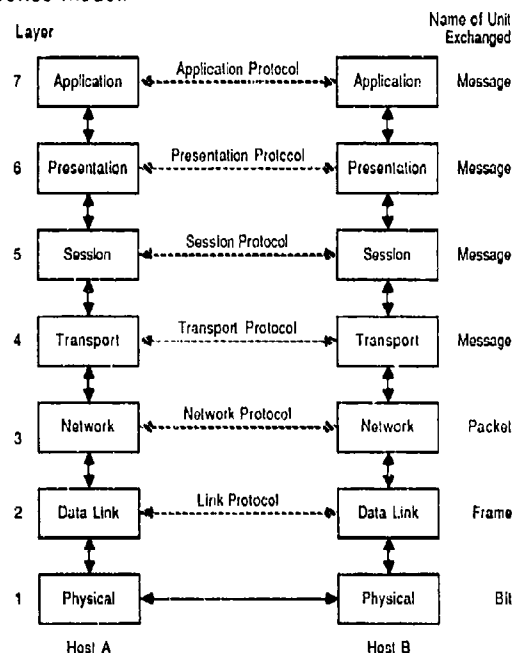 Name of Unit
Layer Exchanged
7 Application Application Protocol Application Message
6 Presentation Presentation Protocol Presentation Message
5 Session Session Protocol Session Message
4 Transport Transport Protocol Transport Message
3 Network Network Protocol Network Packet
2 Data Link Link Protocol Data Link Frame
1 Physical Physical Bit
Host A Host B